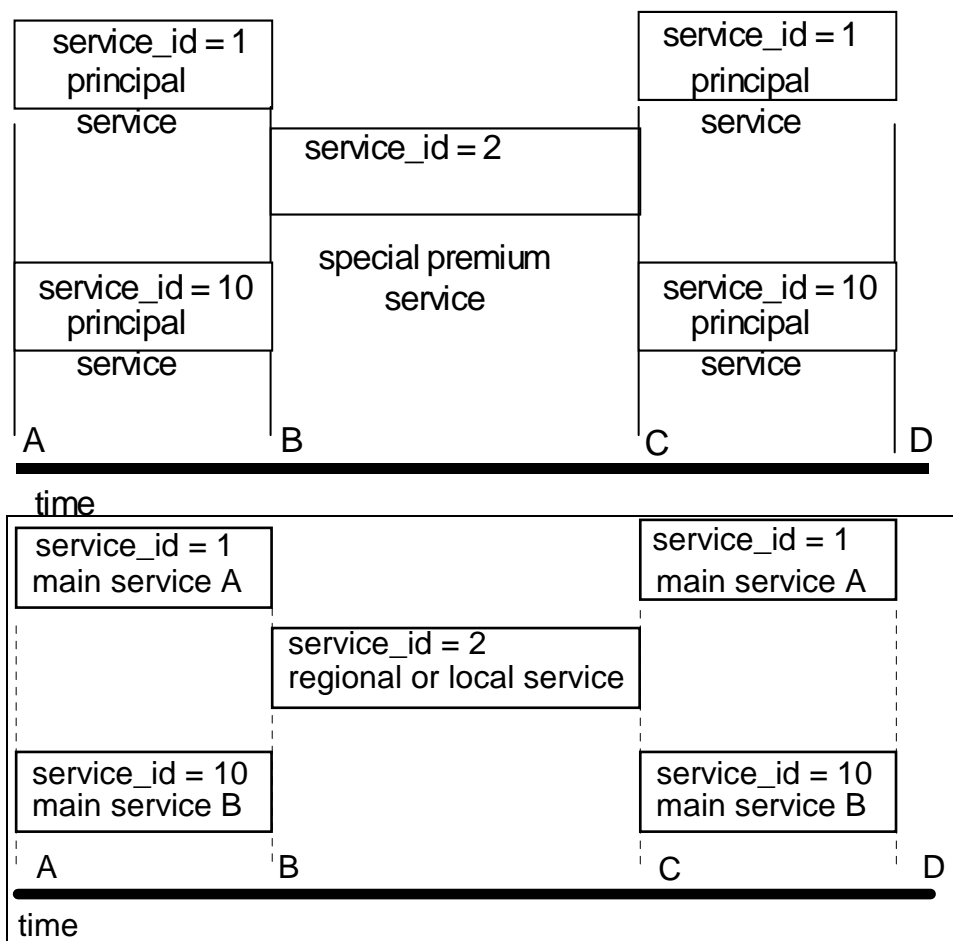 service_id = 1
principal
service
service_id = 1
principal
service
service_id = 2
special premium
service
service_id = 10
principal
service
service_id = 10
principal
service
A
B
C
D
time
service_id = 1
main service A
service_id = 1
main service A
service_id = 2
regional or local service
service_id = 10
main service B
service_id = 10
main service B
A
B
C
D
time